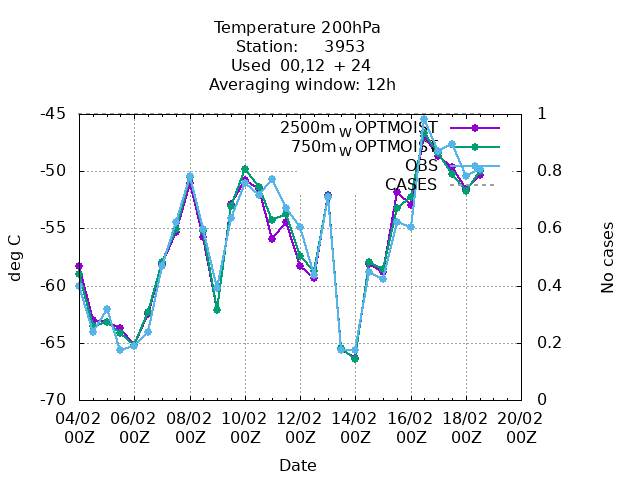 Temperature 200hPa
Station: 3953
Used 00,12 + 24
Averaging window: 12h
-45 1
2500m W OPTMOIST
750m W OPTMOIST
OBS
-50 0.8
CASES
-55 0.6
deg C
No cases
-60 0.4
-65 0.2
-70 0
04/02 06/02 08/02 10/02 12/02 14/02 16/02 18/02 20/02
00Z 00Z 00Z 00Z 00Z 00Z 00Z 00Z 00Z
Date